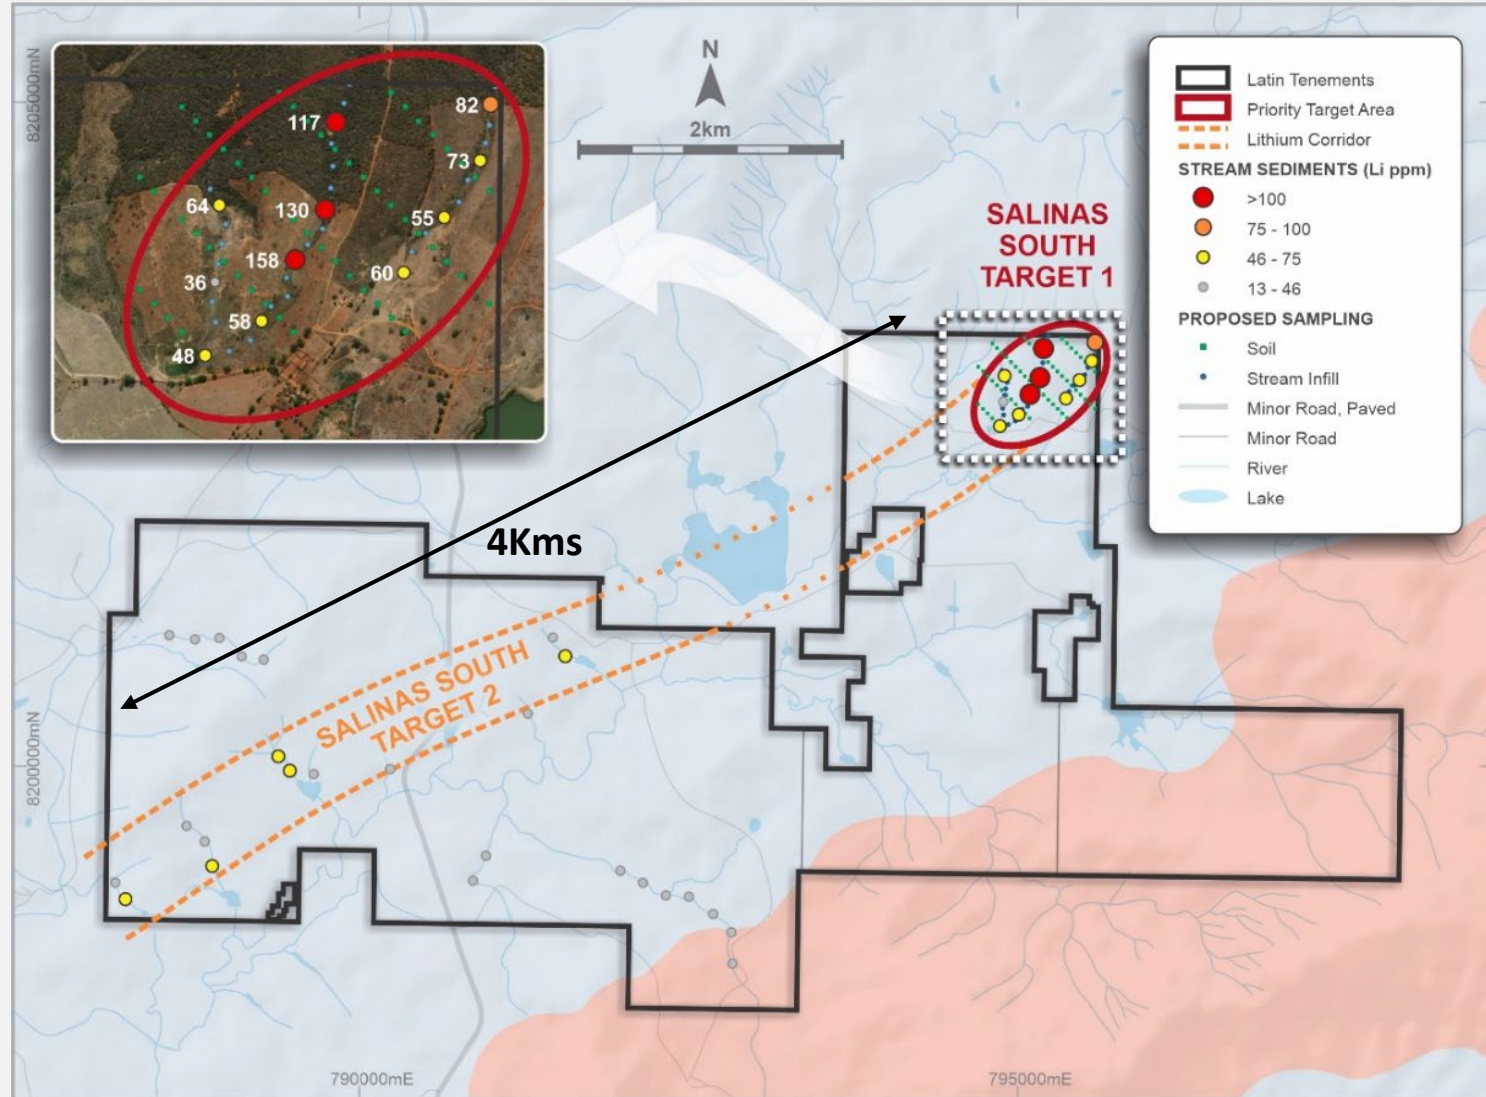 8205000mN
117
82
73
64
130
55
158
60
36
58
48
N
2km
SALINAS
SOUTH
TARGET 1
Latin Tenements
Priority Target Area
Lithium Corridor
STREAM SEDIMENTS (Li ppm)
>100
75 - 100
46 - 75
13 - 46
PROPOSED SAMPLING
Soil
Stream Infill
Minor Road, Paved
Minor Road
River
Lake
4Kms
SALINAS SOUTH
TARGET 2
8200000mN
790000mE
795000mE